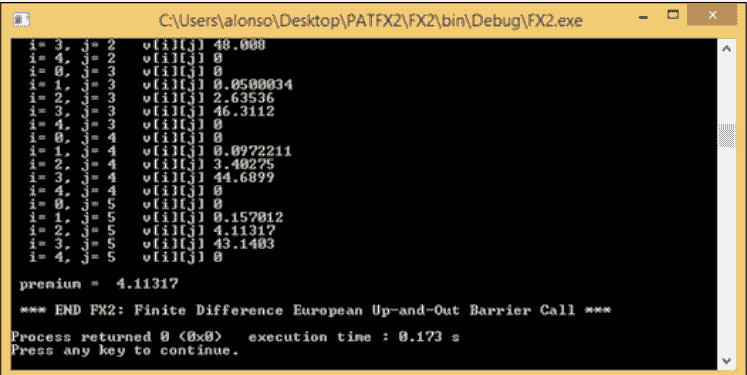 C:\Users\alonso\Desktop\PATFX2\FX2\bin\Debug\FX2.exe
i= 3, j= 2   v[i][j] 48.008
i= 4, j= 2   v[i][j] 0
i= 0, j= 3   v[i][j] 0
i= 1, j= 3   v[i][j] 0.0500034
i= 2, j= 3   v[i][j] 2.63536
i= 3, j= 3   v[i][j] 46.3112
i= 4, j= 3   v[i][j] 0
i= 0, j= 4   v[i][j] 0
i= 1, j= 4   v[i][j] 0.0972211
i= 2, j= 4   v[i][j] 3.40275
i= 3, j= 4   v[i][j] 44.6899
i= 4, j= 4   v[i][j] 0
i= 0, j= 5   v[i][j] 0
i= 1, j= 5   v[i][j] 0.157012
i= 2, j= 5   v[i][j] 4.11317
i= 3, j= 5   v[i][j] 43.1403
i= 4, j= 5   v[i][j] 0
premium =  4.11317
*** END FX2: Finite Difference European Up-and-Out Barrier Call ***
Process returned 0 (0x0)   execution time : 0.173 s
Press any key to continue.